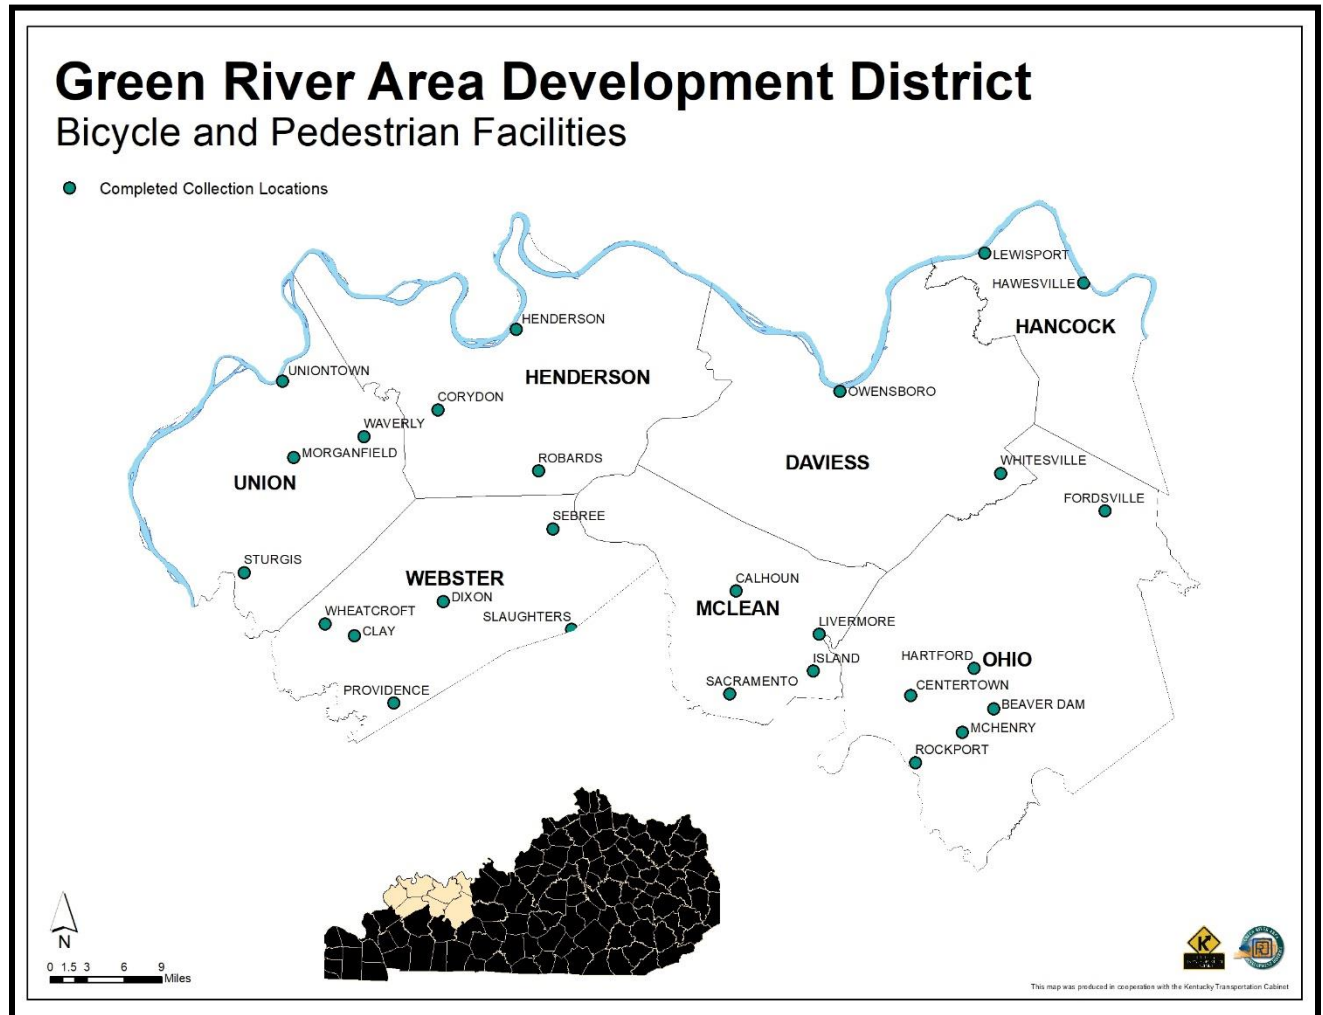 Green River Area Development District
Bicycle and Pedestrian Facilities
Completed Collection Locations
LEWISPORT
HAWESVILLE
HANCOCK
HENDERSON
UNIONTOWN
HENDERSON
CORYDON
OWENSBORO
WAVERLY
MORGANFIELD
ROBARDS
DAVIESS
WHITESVILLE
UNION
FORDSVILLE
SEBREE
STURGIS
WEBSTER
CALHOUN
DIXON
MCLEAN
WHEATCROFT
SLAUGHTERS
LIVERMORE
CLAY
ISLAND
HARTFORD
OHIO
SACRAMENTO
CENTERTOWN
PROVIDENCE
BEAVER DAM
MCHENRY
ROCKPORT
N
0 1.5 3 6 9
Miles
This map was produced in cooperation with the Kentucky Transportation Cabinet